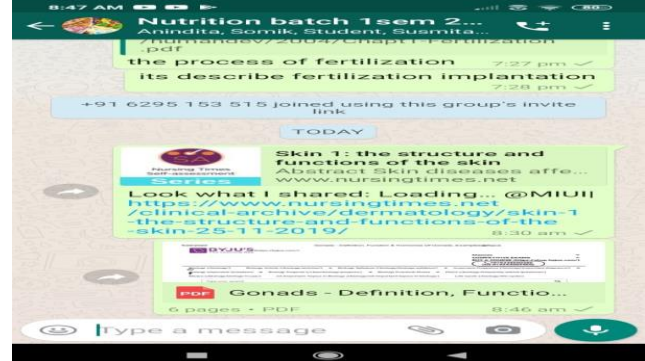 8:47 AM
80
Nutrition batch 1sem 2...
Anindita, Somik, Student, Susmita...
/humandev/2004/Chap1-Fertilization
.pdf
the process of fertilization 7:27 pm
its describe fertilization implantation
7:28 pm
+91 6295 153 515 joined using this group's invite
link
TODAY
SA
Nursing Times
Self-assessment
Series
Skin 1: the structure and
functions of the skin
Abstract Skin diseases affe...
www.nursingtimes.net
Look what I shared: Loading... @MIUI|
https://www.nursingtimes.net
/clinical-archive/dermatology/skin-1
-the-structure-and-functions-of-the
-skin-25-11-2019/ 8:30 am
BYJU'S
PDF Gonads - Definition, Functio...
6 pages • PDF 8:46 am
Type a message